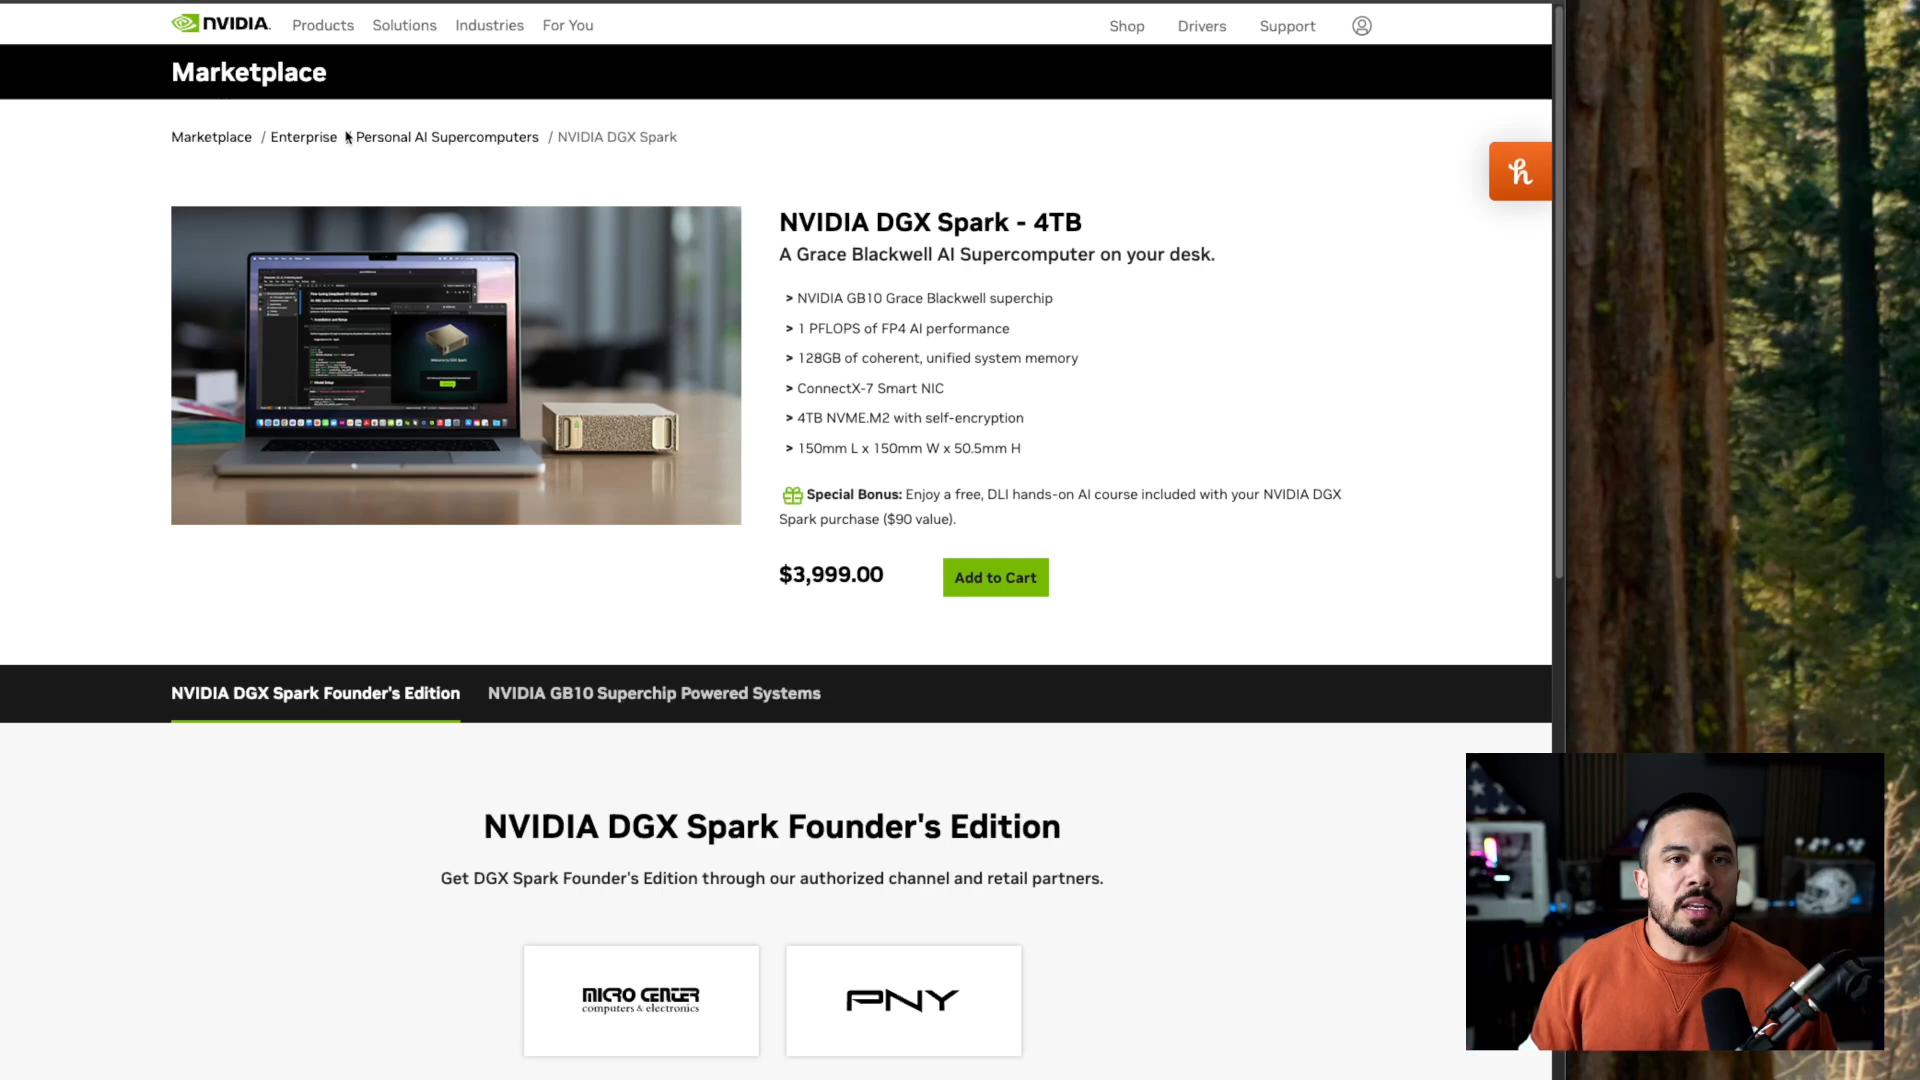 NVIDIA.
Products
Solutions
Industries
For You
Shop
Drivers
Support
Marketplace
Marketplace / Enterprise Personal AI Supercomputers / NVIDIA DGX Spark
h
NVIDIA DGX Spark - 4TB
A Grace Blackwell AI Supercomputer on your desk.
> NVIDIA GB10 Grace Blackwell superchip
> 1 PFLOPS of FP4 AI performance
> 128GB of coherent, unified system memory
> ConnectX-7 Smart NIC
> 4TB NVME.M2 with self-encryption
> 150mm L x 150mm W x 50.5mm H
Special Bonus: Enjoy a free, DLI hands-on AI course included with your NVIDIA DGX
Spark purchase ($90 value).
$3,999.00
Add to Cart
NVIDIA DGX Spark Founder's Edition
NVIDIA GB10 Superchip Powered Systems
NVIDIA DGX Spark Founder's Edition
Get DGX Spark Founder's Edition through our authorized channel and retail partners.
MICRO CENTER
computers & electronics
PNY